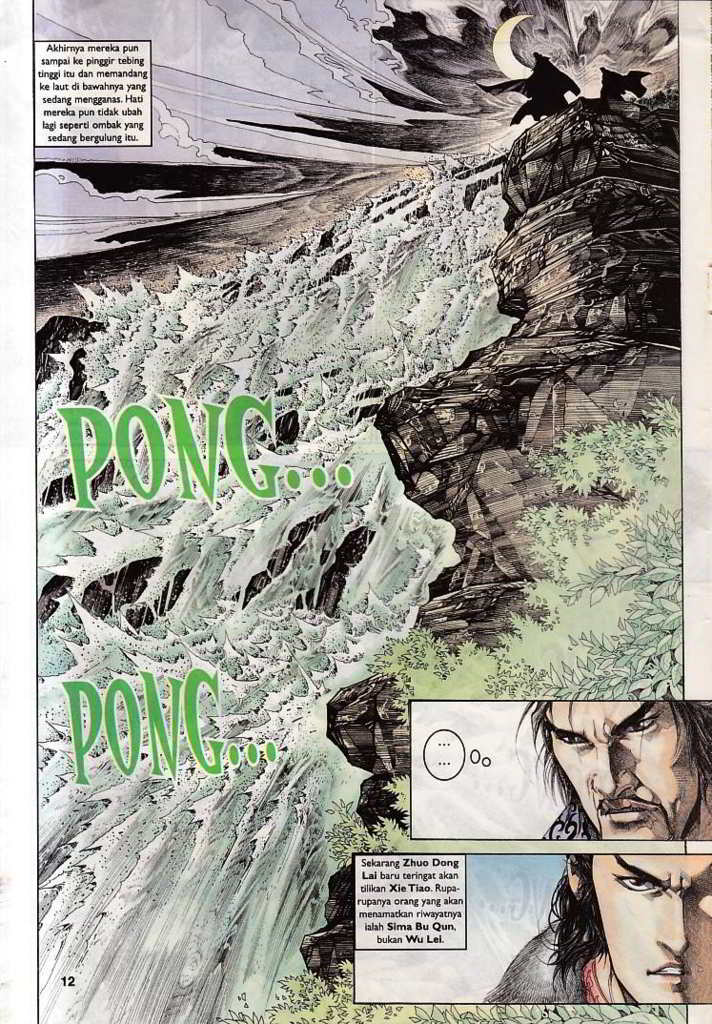 Akhirnya mereka pun
sampai ke pinggir tebing
tinggi itu dan memandang
ke laut di bawahnya yang
sedang mengganas. Hati
mereka pun tidak ubah
lagi seperti ombak yang
sedang bergulung itu.
PONG...
PONG...
...
...
Sekarang Zhuo Dong
Lai baru teringat akan
tilikan Xie Tiao. Rupa-
rupanya orang yang akan
menamatkan riwayatnya
ialah Sima Bu Qun,
bukan Wu Lei.
12